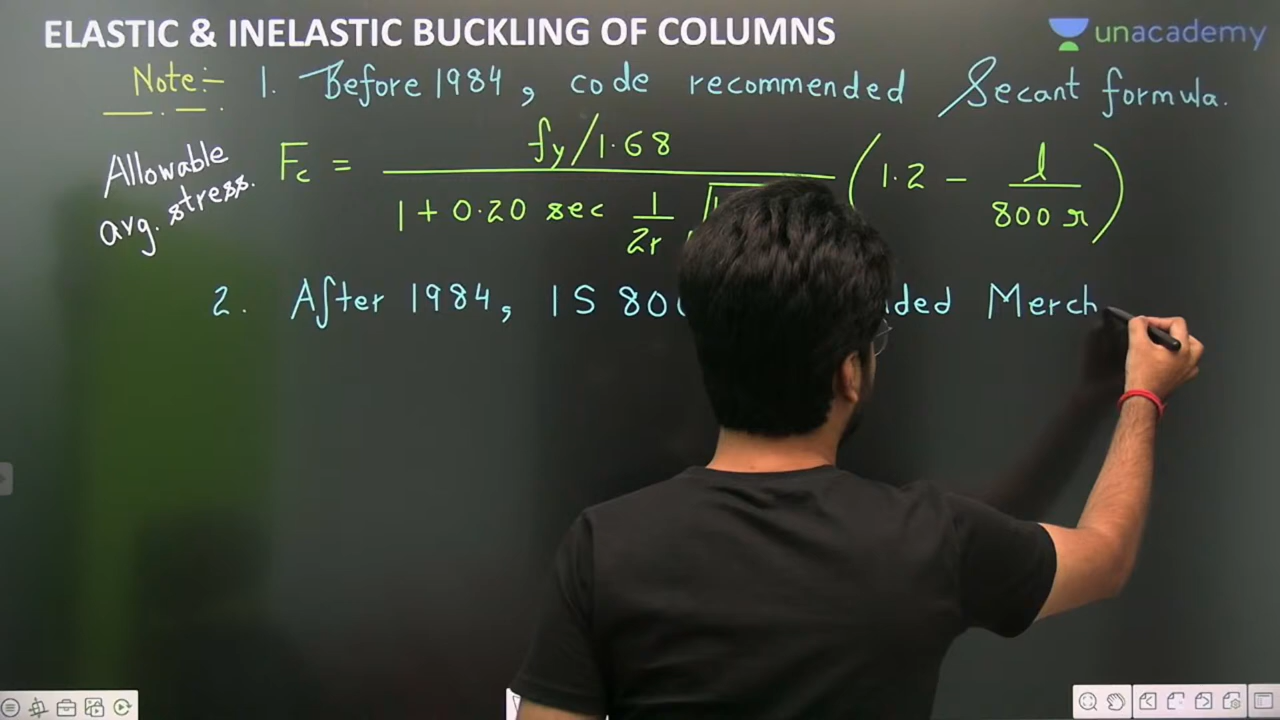 ELASTIC & INELASTIC BUCKLING OF COLUMNS
unacademy
Note:- 1. Before 1984, code recommended Secant formula.
Allowable avg. stress.
Fc = fy/1.68 / 1 + 0.20 sec 1/2r √ (1.2 - l/800 r)
2. After 1984, IS 80 ded Merch